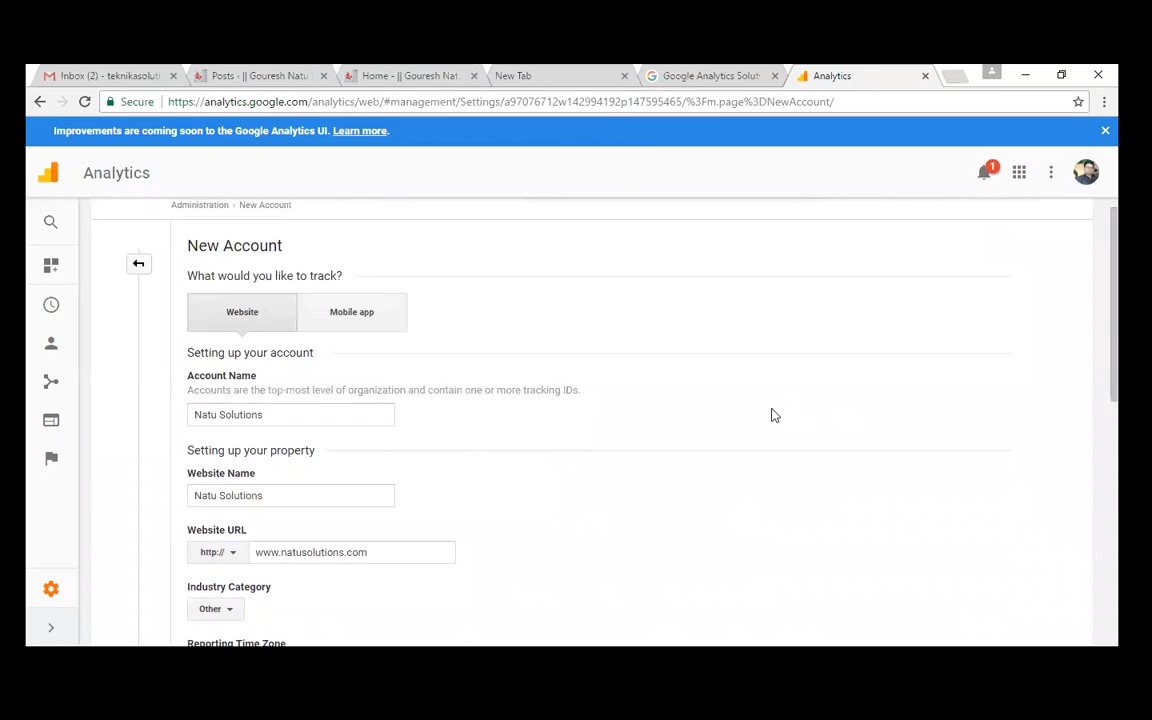 Inbox (2) - teknikasoluti
Posts ‹ || Gouresh Natu
Home - || Gouresh Nat
New Tab
Google Analytics Solut
Analytics
Secure
https://analytics.google.com/analytics/web/#management/Settings/a97076712w142994192p147595465/%3Fm.page%3DNewAccount/
Improvements are coming soon to the Google Analytics UI. Learn more.
Analytics
1
Administration › New Account
New Account
What would you like to track?
Website
Mobile app
Setting up your account
Account Name
Accounts are the top-most level of organization and contain one or more tracking IDs.
Natu Solutions
Setting up your property
Website Name
Natu Solutions
Website URL
http://
www.natusolutions.com
Industry Category
Other
Reporting Time Zone